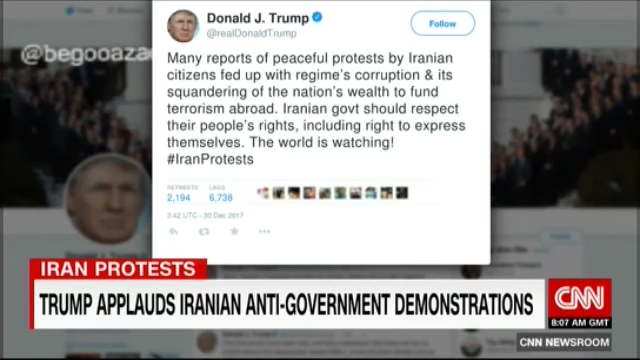 @begooaza
Donald J. Trump
@realDonaldTrump
Follow
Many reports of peaceful protests by Iranian
citizens fed up with regime's corruption & its
squandering of the nation's wealth to fund
terrorism abroad. Iranian govt should respect
their people's rights, including right to express
themselves. The world is watching!
#IranProtests
RETWEETS
LIKES
2,194
6,738
3:42 UTC - 30 Dec 2017
IRAN PROTESTS
TRUMP APPLAUDS IRANIAN ANTI-GOVERNMENT DEMONSTRATIONS
CNN
8:07 AM GMT
CNN NEWSROOM